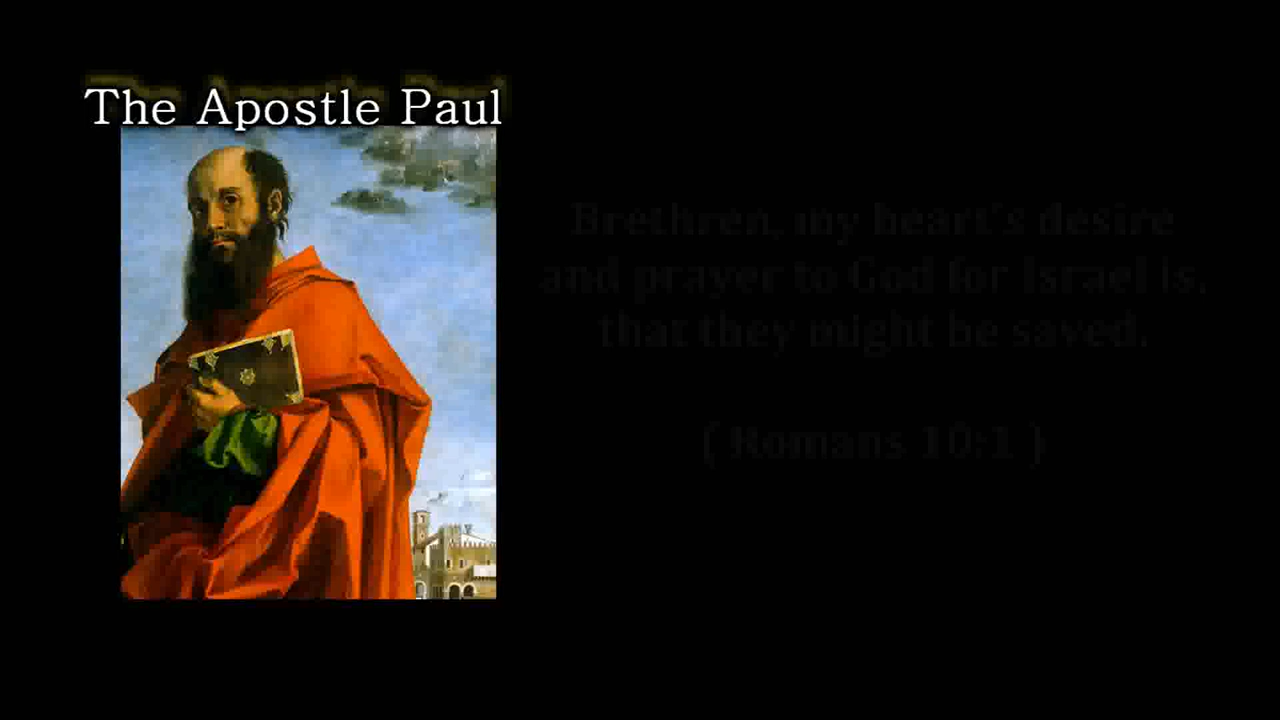 The Apostle Paul
Brethren, my heart's desire
and prayer to God for Israel is,
that they might be saved.
( Romans 10:1 )